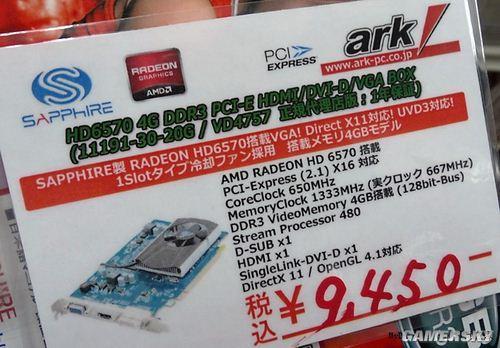 SAPPHIRE
RADEON
GRAPHICS
AMD
PCI
EXPRESS
ark
www.ark-pc.co.jp
HD6570 4G DDR3 PCI-E HDMI/DVI-D/VGA BOX
(11191-30-20G / VD4757 正規代理店版：1年保証)
SAPPHIRE製 RADEON HD6570搭載VGA! Direct X11対応! UVD3対応!
1Slotタイプ冷却ファン採用 搭載メモリ4GBモデル
AMD RADEON HD 6570 搭載
PCI-Express (2.1) X16 対応
CoreClock 650MHz
MemoryClock 1333MHz (実クロック 667MHz)
DDR3 VideoMemory 4GB搭載 (128bit-Bus)
Stream Processor 480
D-SUB x1
HDMI x1
SingleLink-DVI-D x1
DirectX 11 / OpenGL 4.1対応
税込 ¥9,450-
GAMERSKY